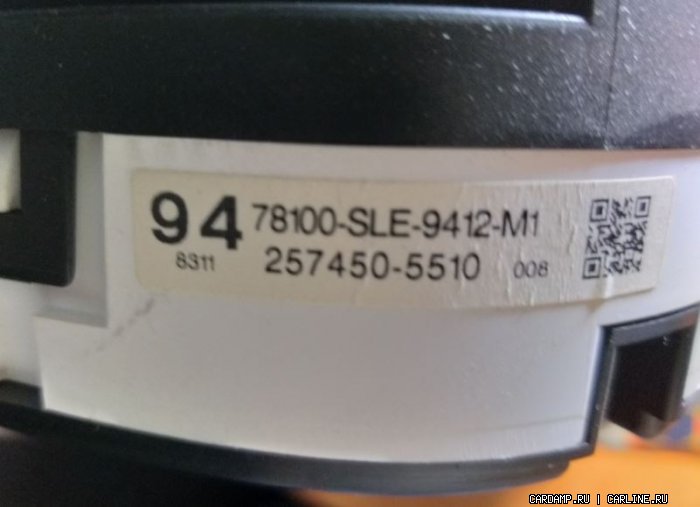 94 78100-SLE-9412-M1
8311 257450-5510 008
CARDAMP.RU | CARLINE.RU